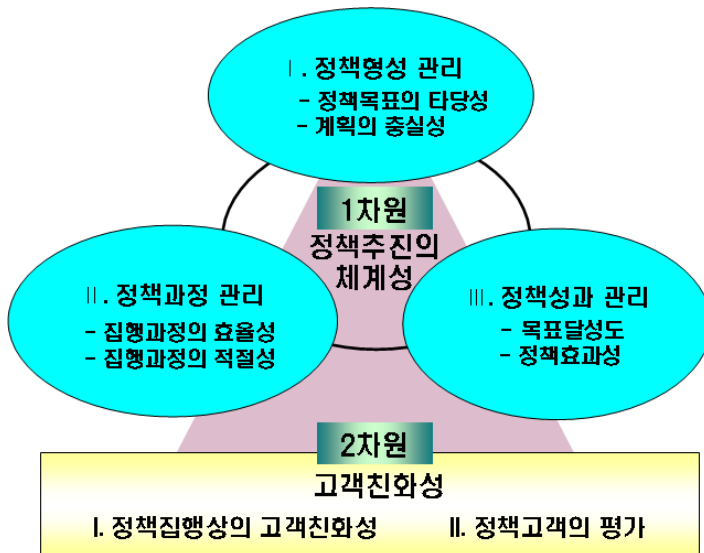 Ⅰ. 정책형성 관리
- 정책목표의 타당성
- 계획의 충실성
1차원
정책추진의
체계성
Ⅱ. 정책과정 관리
- 집행과정의 효율성
- 집행과정의 적절성
Ⅲ. 정책성과 관리
- 목표달성도
- 정책효과성
2차원
고객친화성
Ⅰ. 정책집행상의 고객친화성
Ⅱ. 정책고객의 평가